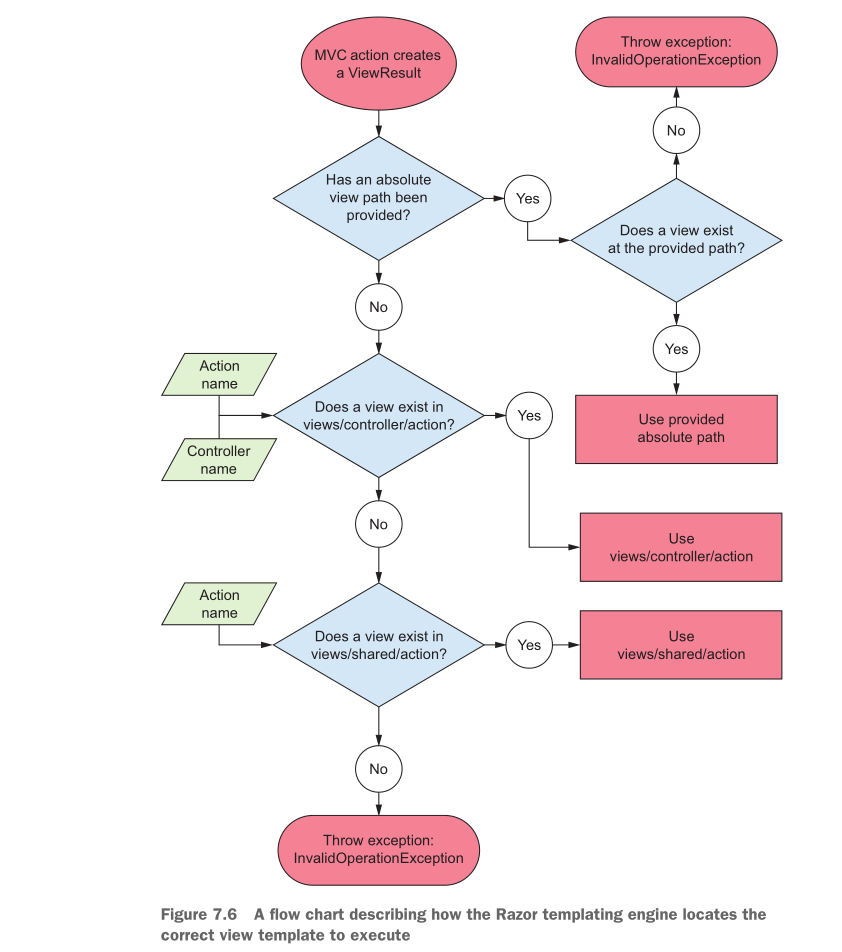 MVC action creates
a ViewResult
Throw exception:
InvalidOperationException
No
Has an absolute
view path been
provided?
Yes
Does a view exist
at the provided path?
No
Yes
Action
name
Does a view exist in
views/controller/action?
Yes
Use provided
absolute path
Controller
name
No
Use
views/controller/action
Action
name
Does a view exist in
views/shared/action?
Yes
Use
views/shared/action
No
Throw exception:
InvalidOperationException
Figure 7.6 A flow chart describing how the Razor templating engine locates the
correct view template to execute